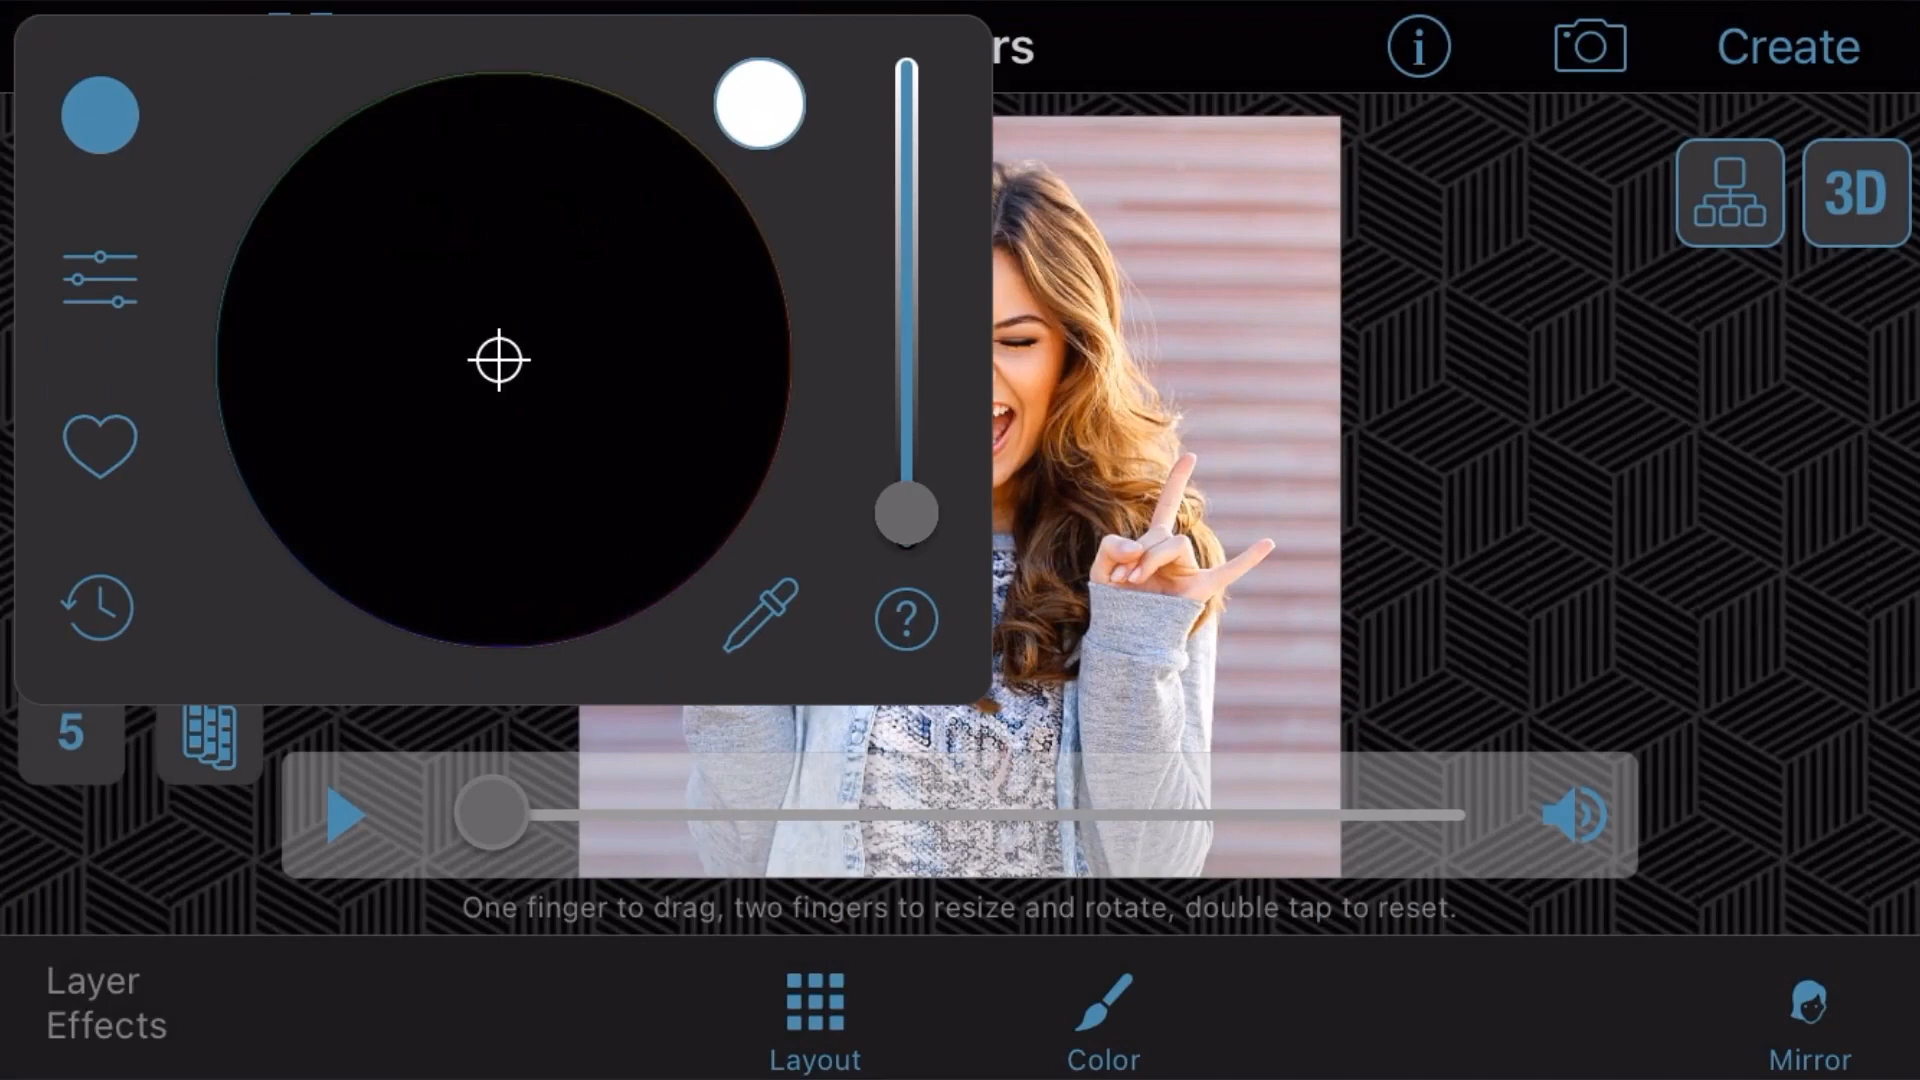 rs
Create
3D
5
One finger to drag, two fingers to resize and rotate, double tap to reset.
Layer
Effects
Layout
Color
Mirror